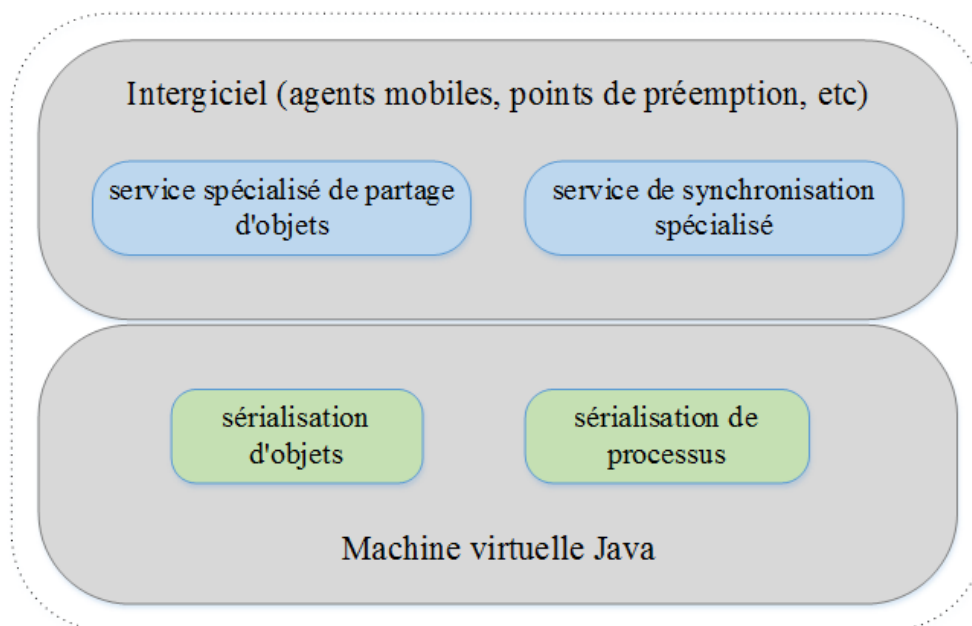 Intergiciel (agents mobiles, points de préemption, etc)
service spécialisé de partage
d'objets
service de synchronisation
spécialisé
sérialisation
d'objets
sérialisation de
processus
Machine virtuelle Java